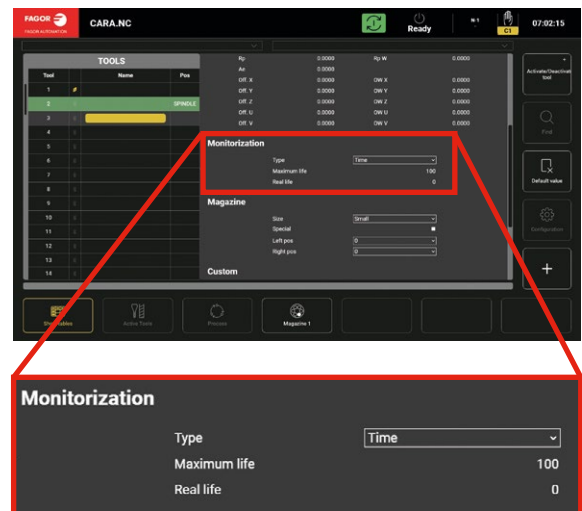 FAGOR
FAGOR AUTOMATION
CARA.NC
Ready
N-1
C1
07:02:15
TOOLS
Tool Name Pos
1
2 SPINDLE
3
4
5
6
7
8
9
10
11
12
13
14
Rp 0.0000 Rp W 0.0000
Ae 0.0000
Off. X 0.0000 OW X 0.0000
Off. Y 0.0000 OW Y 0.0000
Off. Z 0.0000 OW Z 0.0000
Off. U 0.0000 OW U 0.0000
Off. V 0.0000 OW V 0.0000
Monitorization
Type Time
Maximum life 100
Real life 0
Magazine
Size Small
Special
Left pos 0
Right pos 0
Custom
Activate/Deactivat
tool
Find
Default value
Configuration
+
Active Tools
Process
Magazine 1
Monitorization
Type Time
Maximum life 100
Real life 0